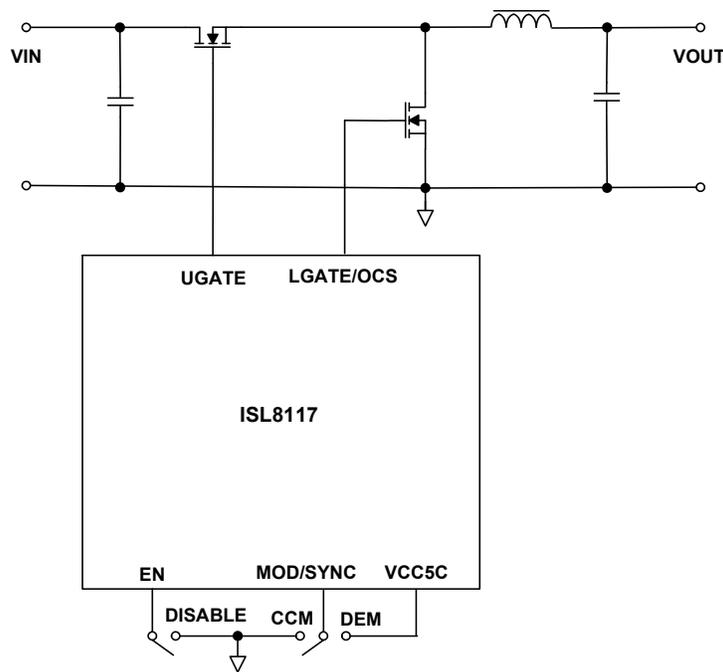 VIN
VOUT
UGATE
LGATE/OCS
ISL8117
EN
MOD/SYNC
VCC5C
DISABLE
CCM
DEM